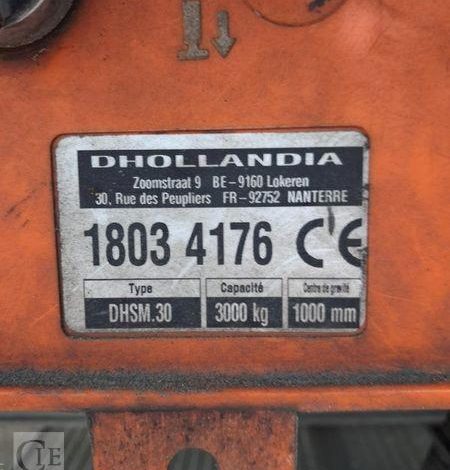 DHOLLANDIA
Zoomstraat 9 BE-9160 Lokeren
30, Rue des Peupliers FR-92752 NANTERRE
1803 4176 CE
Type Capacité Centre de gravité
DHSM.30 3000 kg 1000 mm